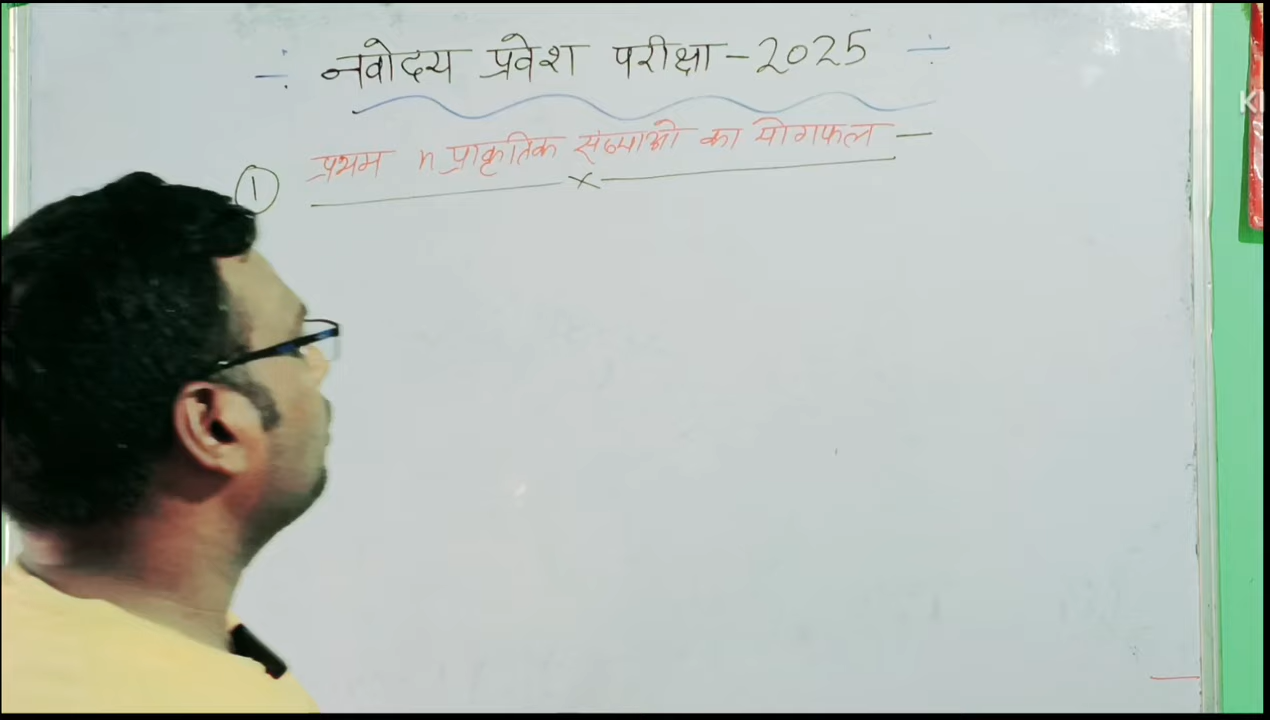 ÷ नवोदय प्रवेश परीक्षा - 2025 ÷
① प्रथम n प्राकृतिक संख्याओ का योगफल —